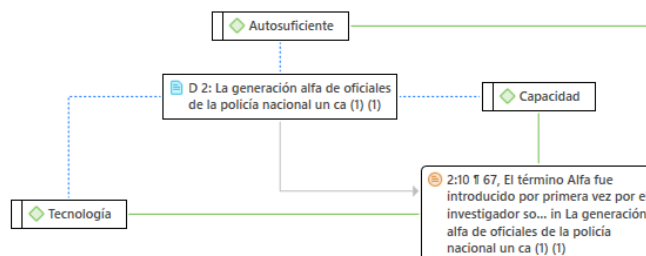 Autosuficiente
D 2: La generación alfa de oficiales
de la policía nacional un ca (1) (1)
Capacidad
2:10 ¶ 67, El término Alfa fue
introducido por primera vez por e
investigador so... in La generación
alfa de oficiales de la policía
nacional un ca (1) (1)
Tecnología